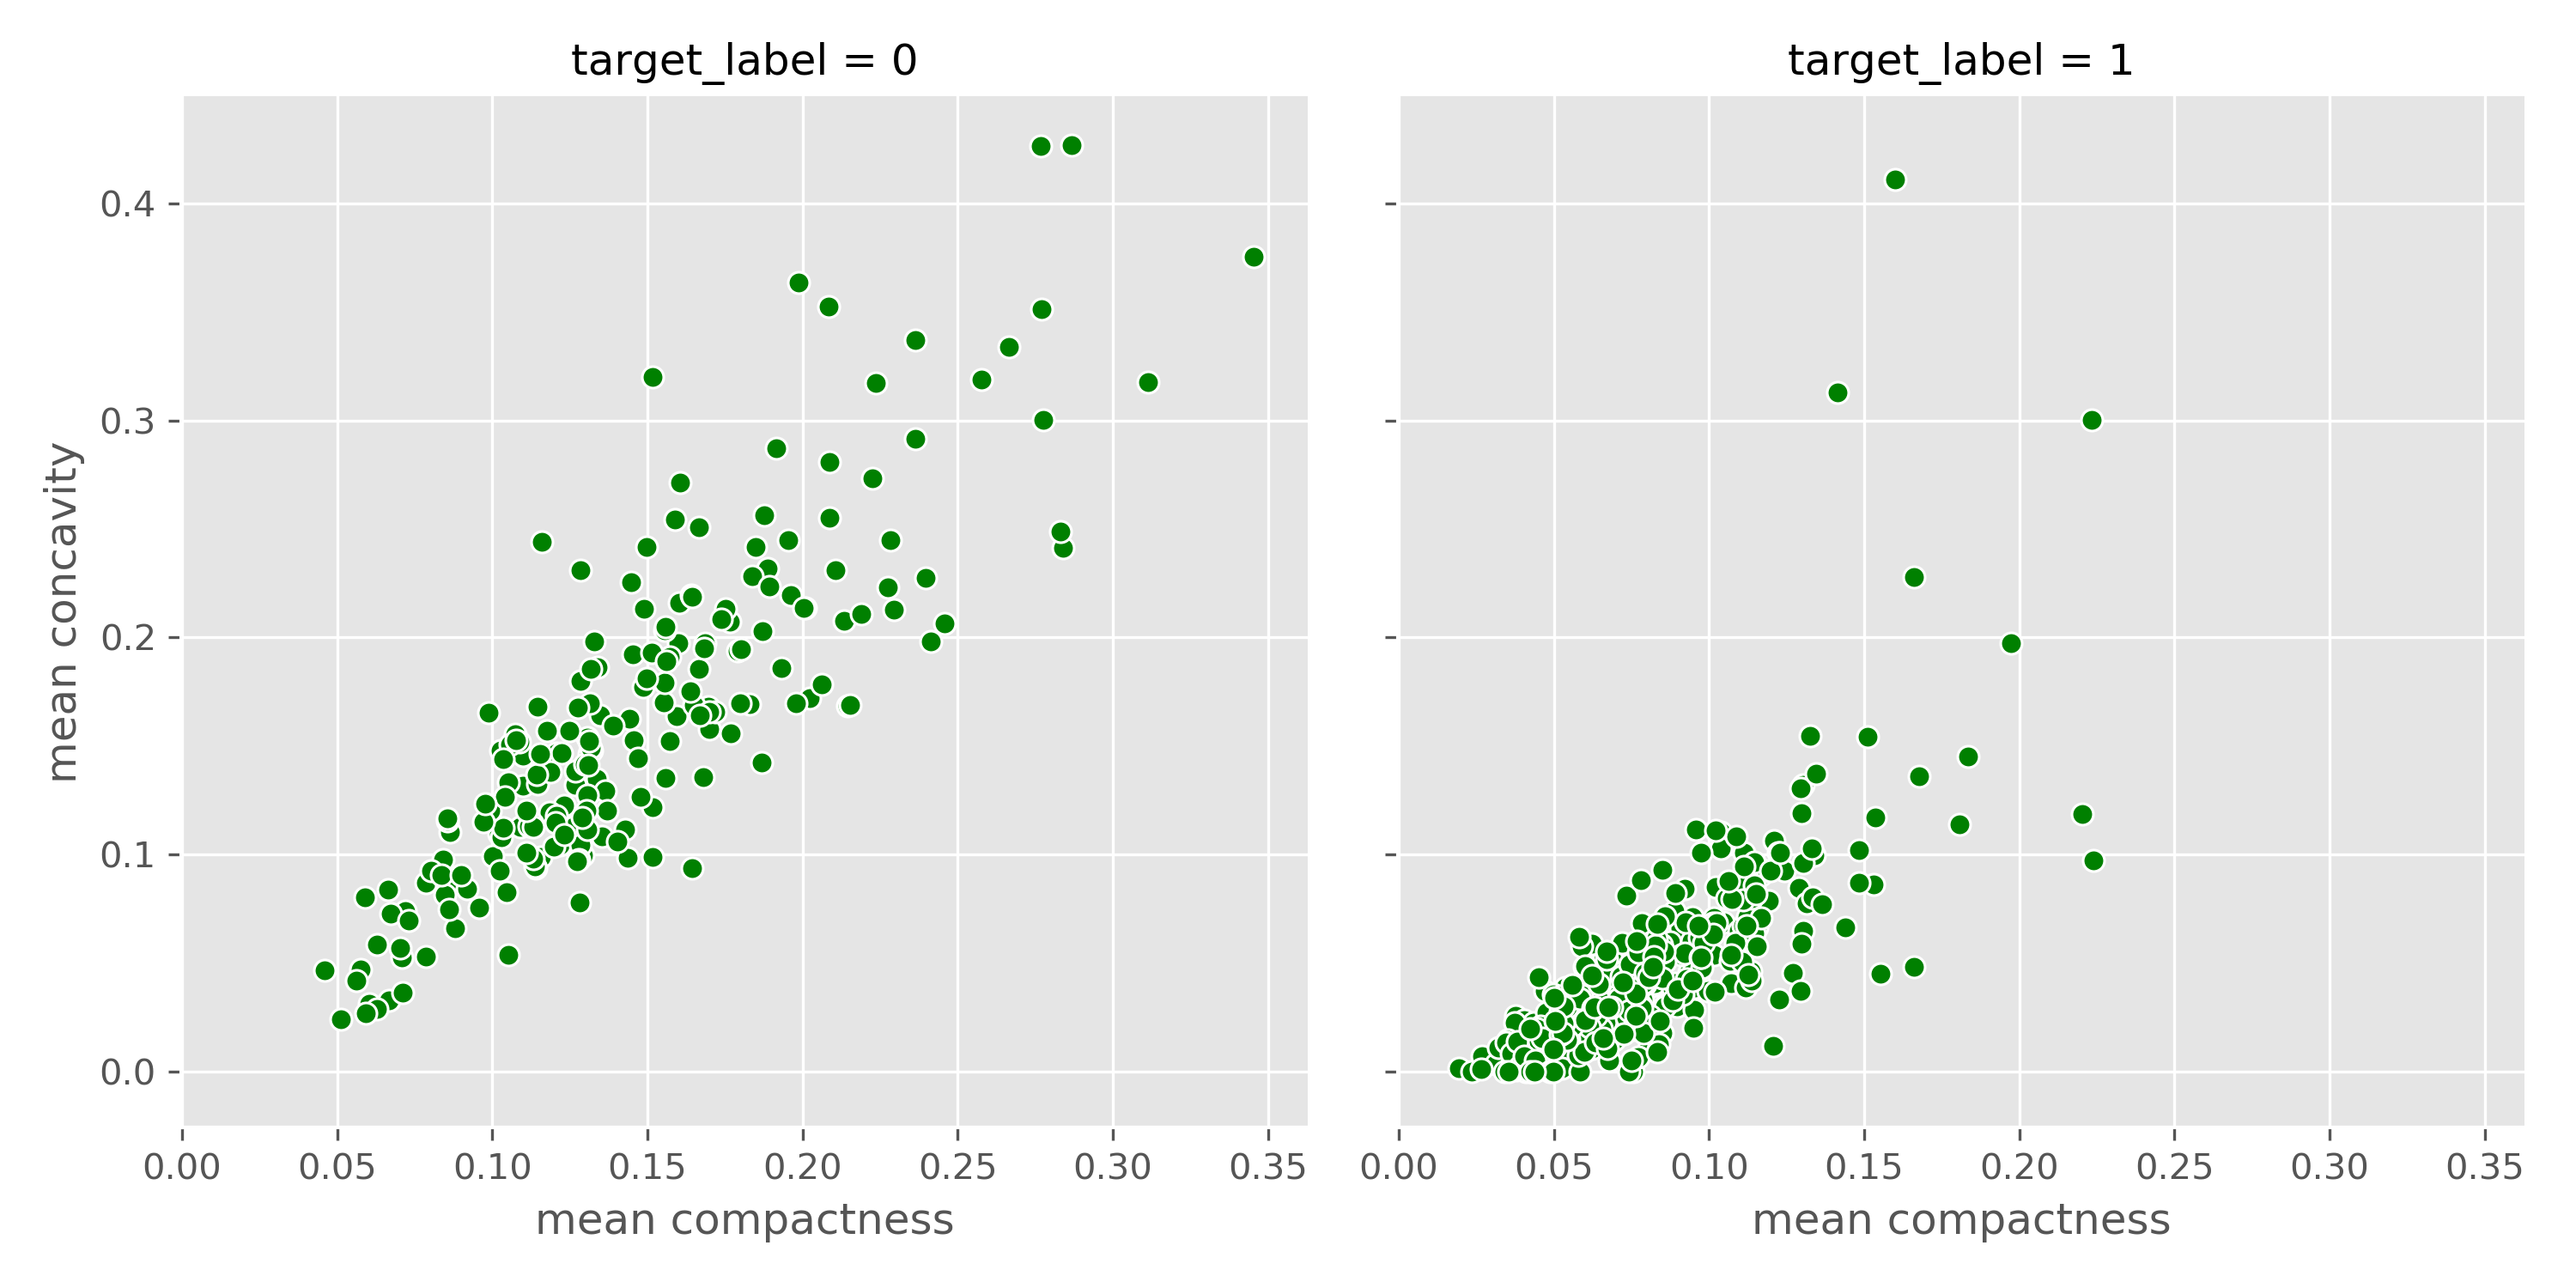 target_label = 0
target_label = 1
mean concavity
0.4
0.3
0.2
0.1
0.0
0.00 0.05 0.10 0.15 0.20 0.25 0.30 0.35
0.00 0.05 0.10 0.15 0.20 0.25 0.30 0.35
mean compactness
mean compactness